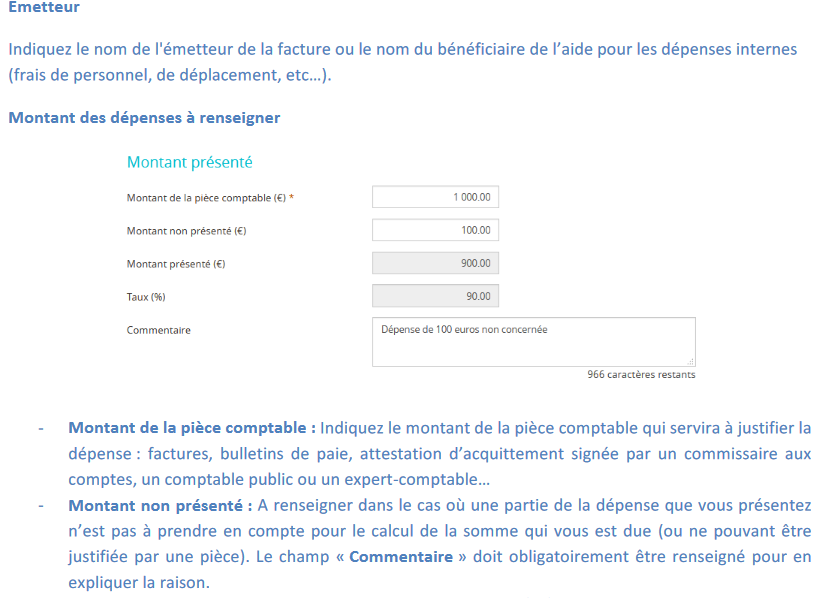 Emetteur
Indiquez le nom de l'émetteur de la facture ou le nom du bénéficiaire de l’aide pour les dépenses internes
(frais de personnel, de déplacement, etc…).
Montant des dépenses à renseigner
Montant présenté
Montant de la pièce comptable (€) * 1 000.00
Montant non présenté (€) 100.00
Montant présenté (€) 900.00
Taux (%) 90.00
Commentaire Dépense de 100 euros non concernée
966 caractères restants
- Montant de la pièce comptable : Indiquez le montant de la pièce comptable qui servira à justifier la
dépense : factures, bulletins de paie, attestation d’acquittement signée par un commissaire aux
comptes, un comptable public ou un expert-comptable…
- Montant non présenté : A renseigner dans le cas où une partie de la dépense que vous présentez
n’est pas à prendre en compte pour le calcul de la somme qui vous est due (ou ne pouvant être
justifiée par une pièce). Le champ « Commentaire » doit obligatoirement être renseigné pour en
expliquer la raison.